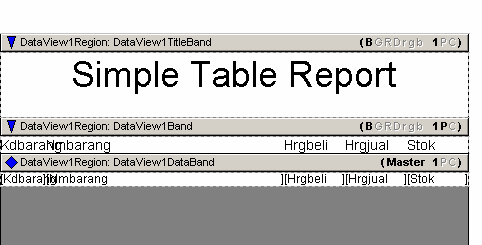 DataView1Region: DataView1TitleBand (BGRDrgb 1PC)
Simple Table Report
DataView1Region: DataView1Band (BGRDrgb 1PC)
Kdbarang Nmbarang Hrgbeli Hrgjual Stok
DataView1Region: DataView1DataBand (Master 1PC)
[Kdbarang][Nmbarang ][Hrgbeli ][Hrgjual ][Stok ]